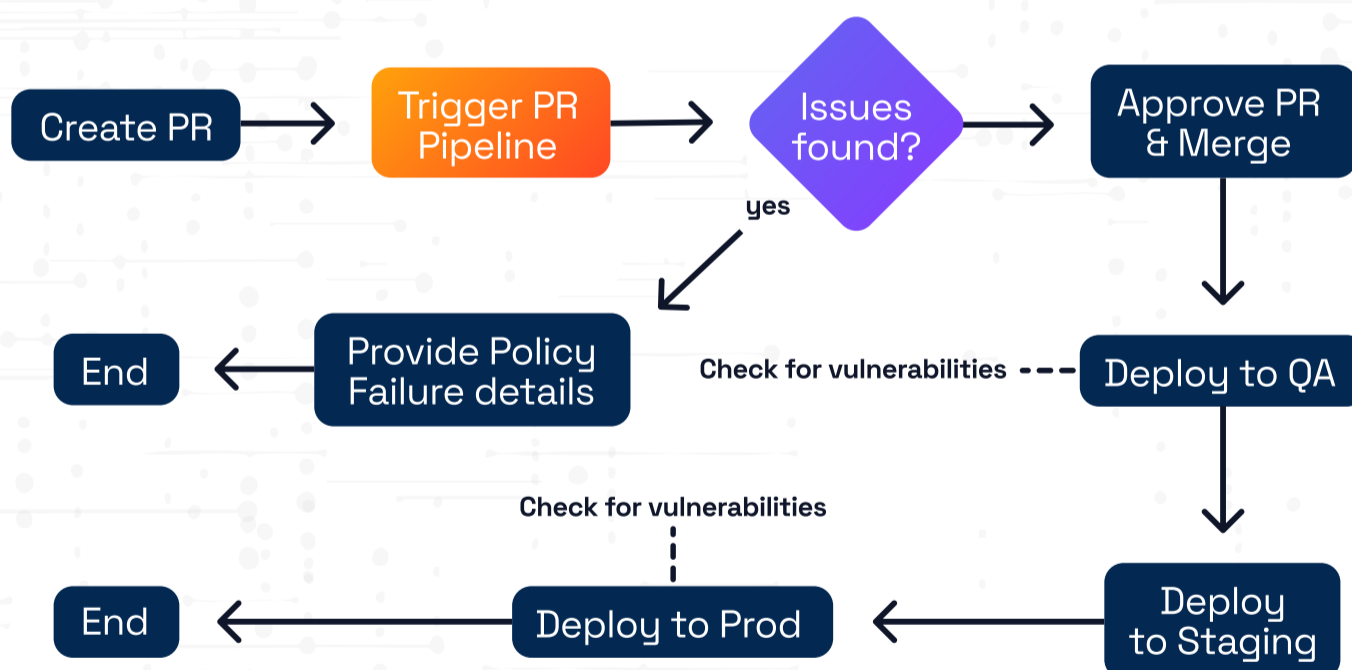 Create PR
Trigger PR
Pipeline
Issues
found?
Approve PR
& Merge
yes
End
Provide Policy
Failure details
Check for vulnerabilities
Deploy to QA
Check for vulnerabilities
End
Deploy to Prod
Deploy
to Staging